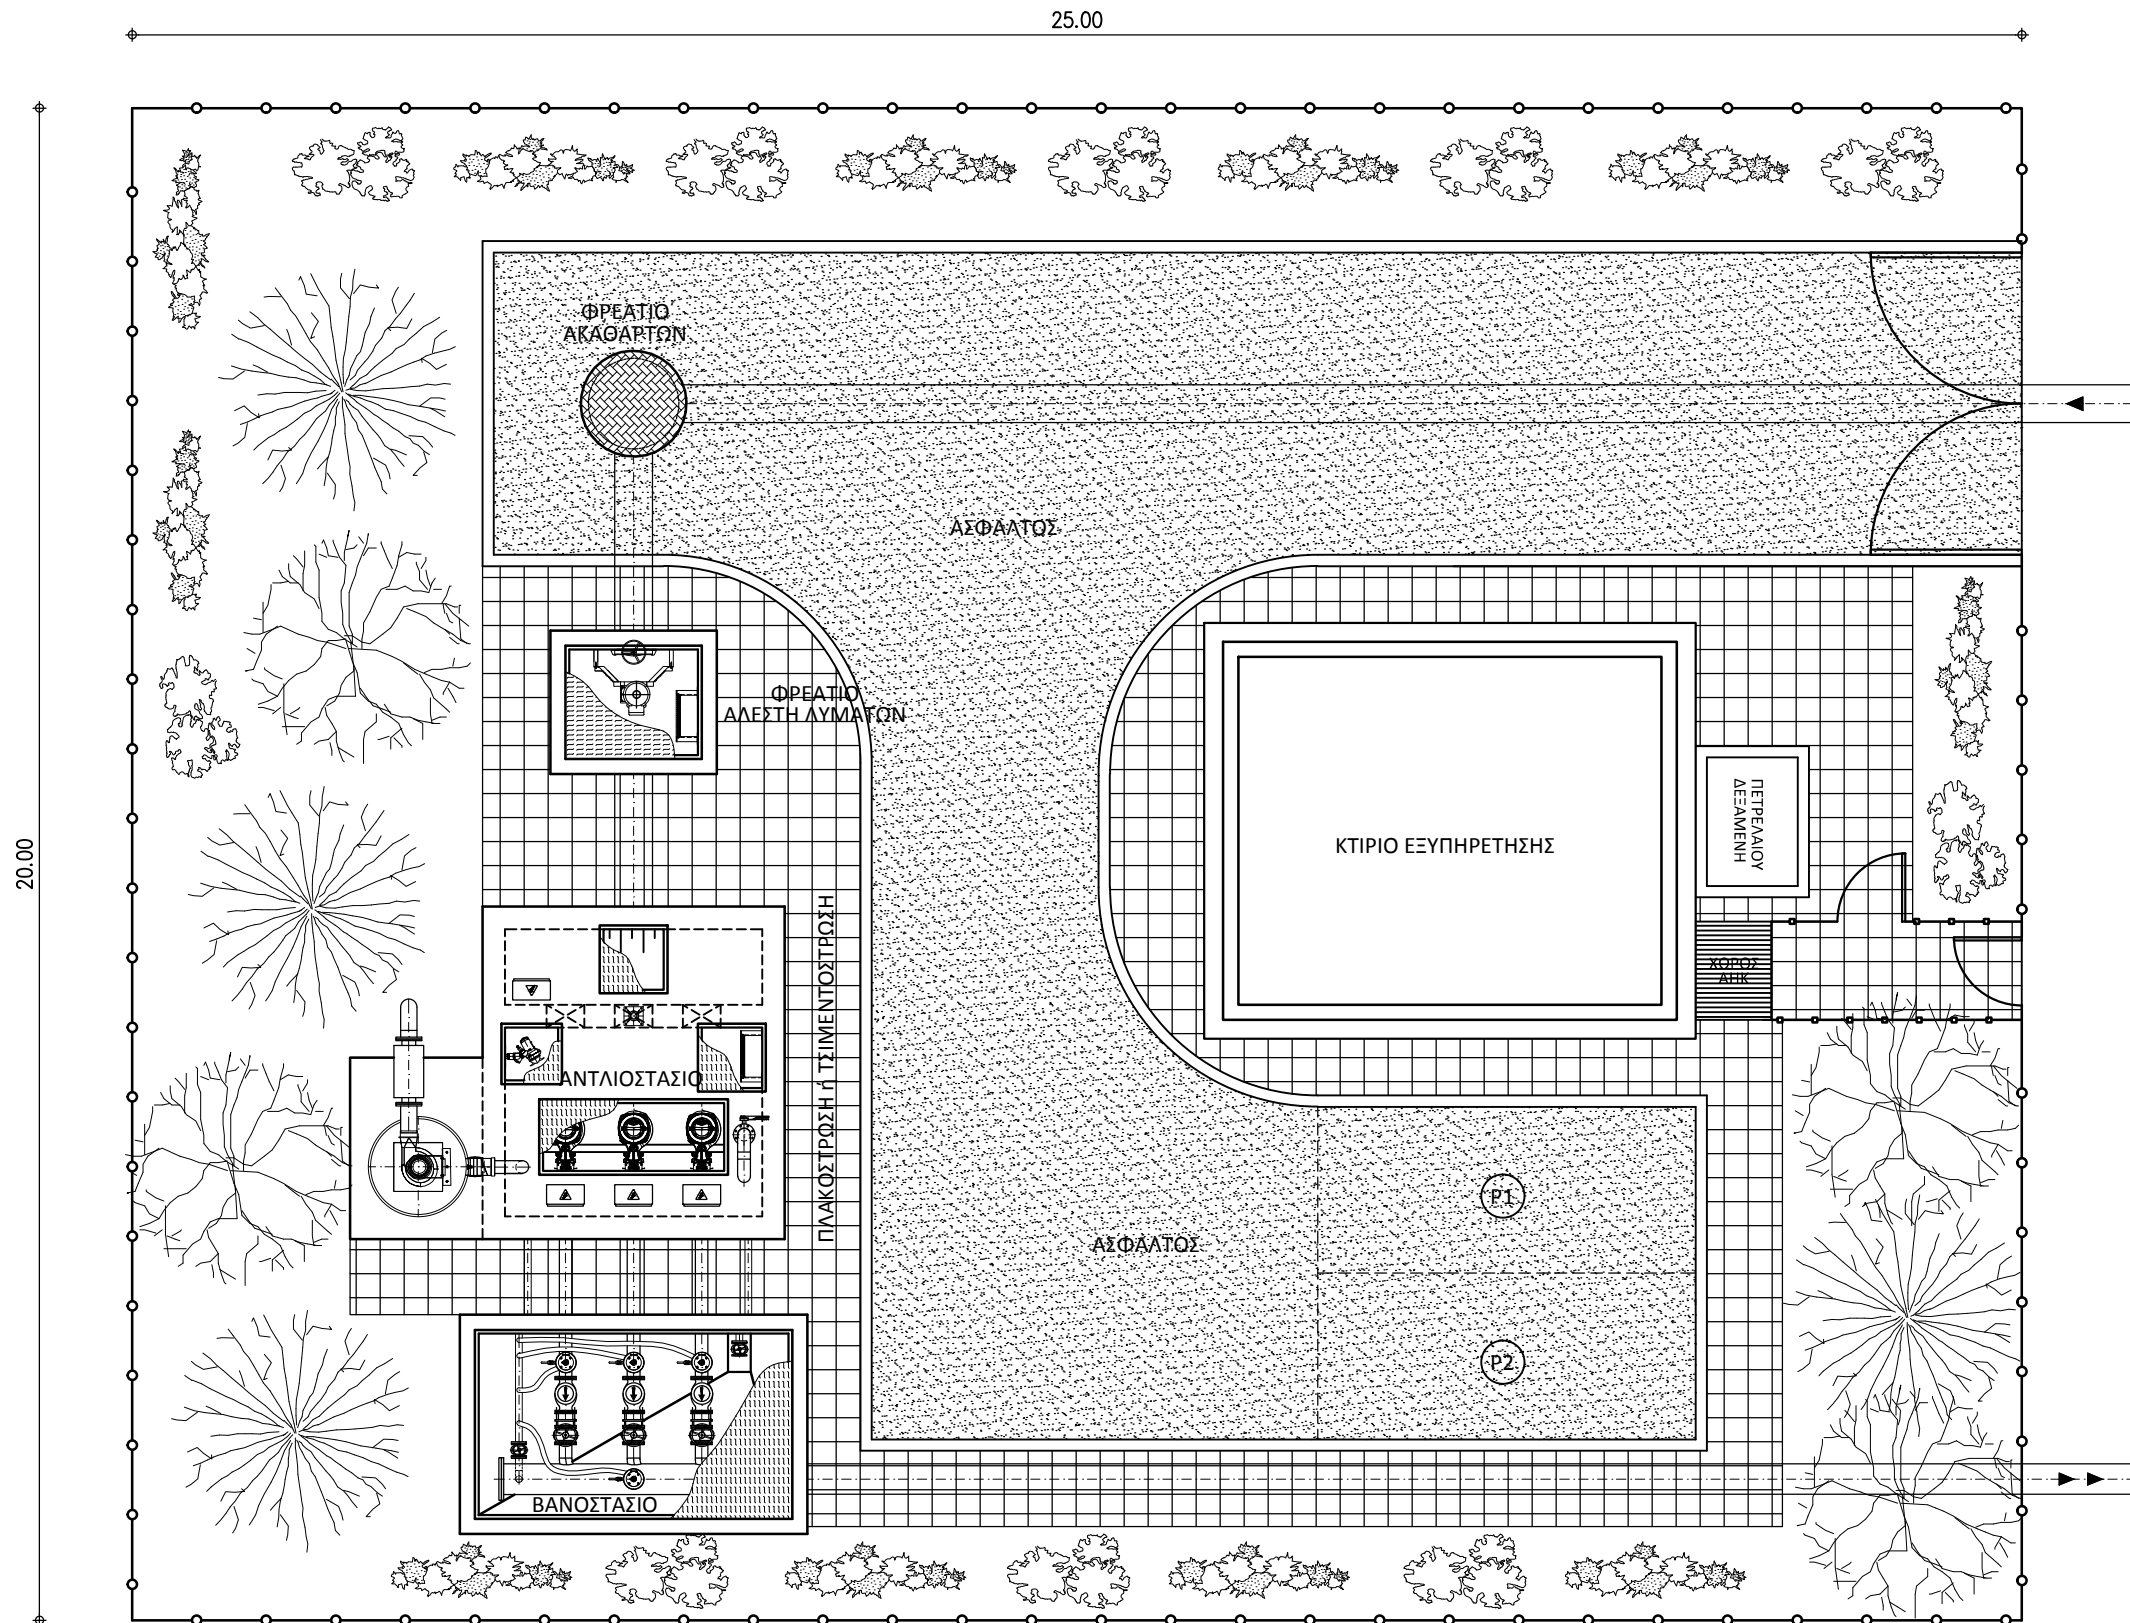 25.00
20.00
ΦΡΕΑΤΙΟ
ΑΚΑΘΑΡΤΩΝ
ΑΣΦΑΛΤΟΣ
ΦΡΕΑΤΙΟ
ΑΛΕΣΤΗ ΛΥΜΑΤΩΝ
ΚΤΙΡΙΟ ΕΞΥΠΗΡΕΤΗΣΗΣ
ΠΕΤΡΕΛΑΙΟΥ
ΔΕΞΑΜΕΝΗ
ΧΩΡΟΣ
ΑΗΚ
ΠΛΑΚΟΣΤΡΩΣΗ ή ΤΣΙΜΕΝΤΟΣΤΡΩΣΗ
ΑΝΤΛΙΟΣΤΑΣΙΟ
P1
ΑΣΦΑΛΤΟΣ
P2
ΒΑΝΟΣΤΑΣΙΟ